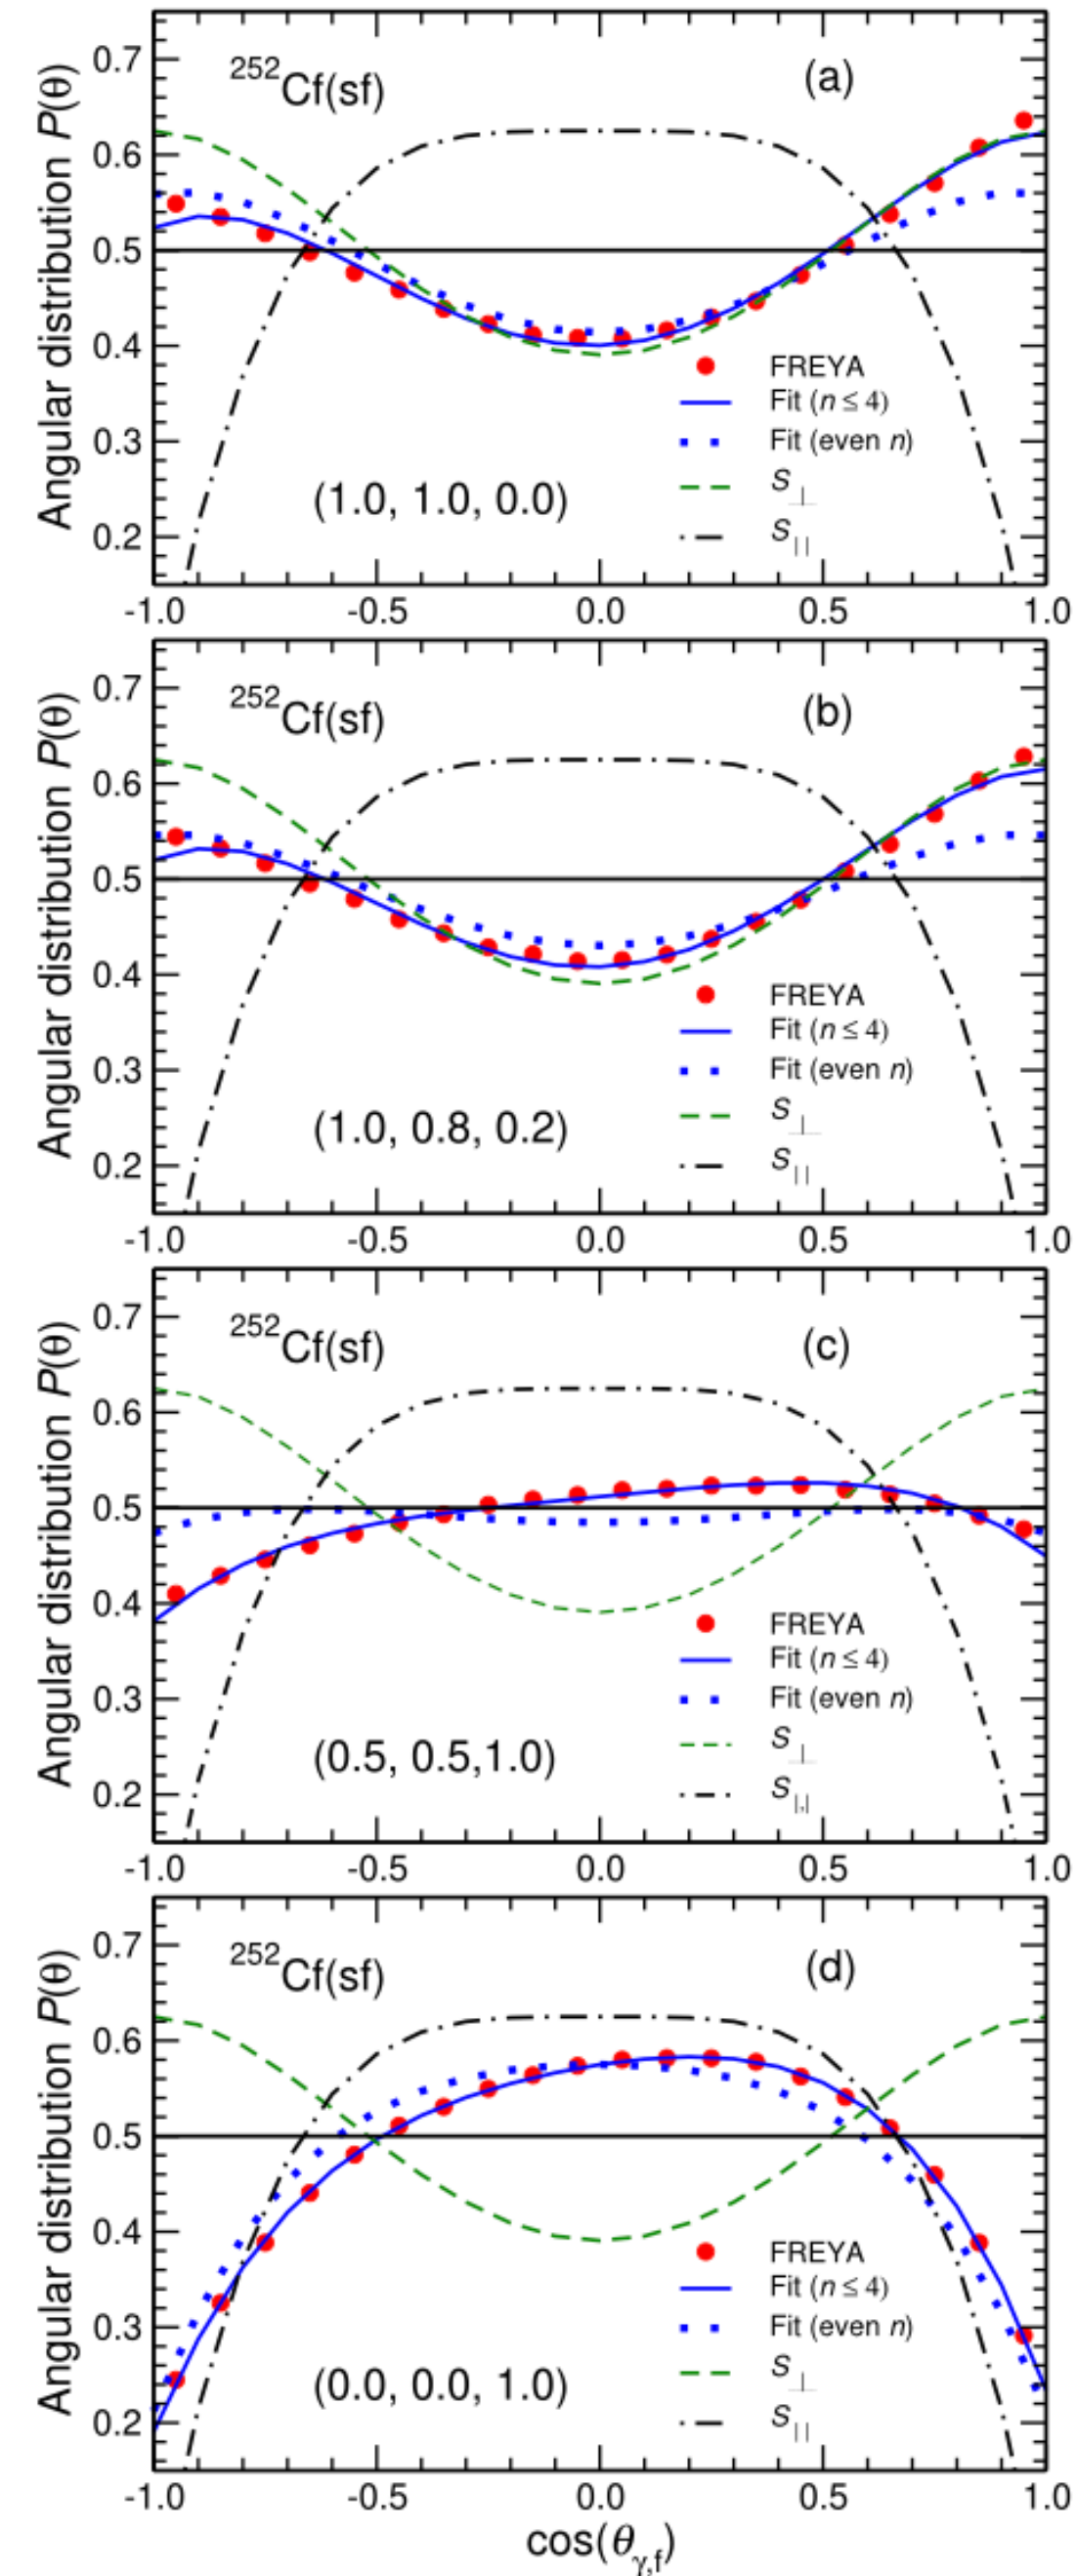 Angular distribution P(θ)
0.7
0.6
0.5
0.4
0.3
0.2
²⁵²Cf(sf)
(a)
FREYA
Fit (n ≤ 4)
Fit (even n)
S⊥
S||
(1.0, 1.0, 0.0)
-1.0 -0.5 0.0 0.5 1.0
Angular distribution P(θ)
0.7
0.6
0.5
0.4
0.3
0.2
²⁵²Cf(sf)
(b)
FREYA
Fit (n ≤ 4)
Fit (even n)
S⊥
S||
(1.0, 0.8, 0.2)
-1.0 -0.5 0.0 0.5 1.0
Angular distribution P(θ)
0.7
0.6
0.5
0.4
0.3
0.2
²⁵²Cf(sf)
(c)
FREYA
Fit (n ≤ 4)
Fit (even n)
S⊥
S|,|
(0.5, 0.5,1.0)
-1.0 -0.5 0.0 0.5 1.0
Angular distribution P(θ)
0.7
0.6
0.5
0.4
0.3
0.2
²⁵²Cf(sf)
(d)
FREYA
Fit (n ≤ 4)
Fit (even n)
S⊥
S||
(0.0, 0.0, 1.0)
-1.0 -0.5 0.0 0.5 1.0
cos(θγ,f)